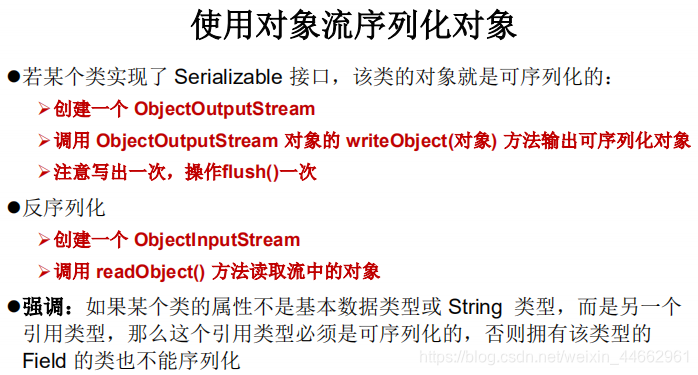 使用对象流序列化对象
●若某个类实现了 Serializable 接口，该类的对象就是可序列化的：
➢创建一个 ObjectOutputStream
➢调用 ObjectOutputStream 对象的 writeObject(对象) 方法输出可序列化对象
➢注意写出一次，操作flush()一次
●反序列化
➢创建一个 ObjectInputStream
➢调用 readObject() 方法读取流中的对象
●强调：如果某个类的属性不是基本数据类型或 String 类型，而是另一个
引用类型，那么这个引用类型必须是可序列化的，否则拥有该类型的
Field 的类也不能序列化
https://blog.csdn.net/weixin_44662961